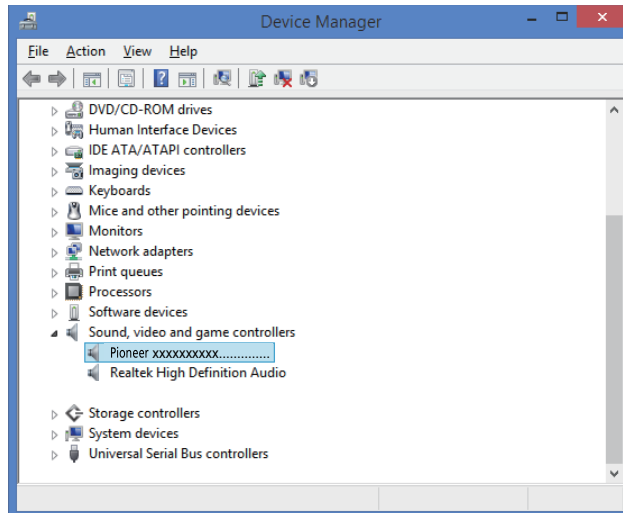 Device Manager
File Action View Help
DVD/CD-ROM drives
Human Interface Devices
IDE ATA/ATAPI controllers
Imaging devices
Keyboards
Mice and other pointing devices
Monitors
Network adapters
Print queues
Processors
Software devices
Sound, video and game controllers
Pioneer xxxxxxxxxx..............
Realtek High Definition Audio
Storage controllers
System devices
Universal Serial Bus controllers